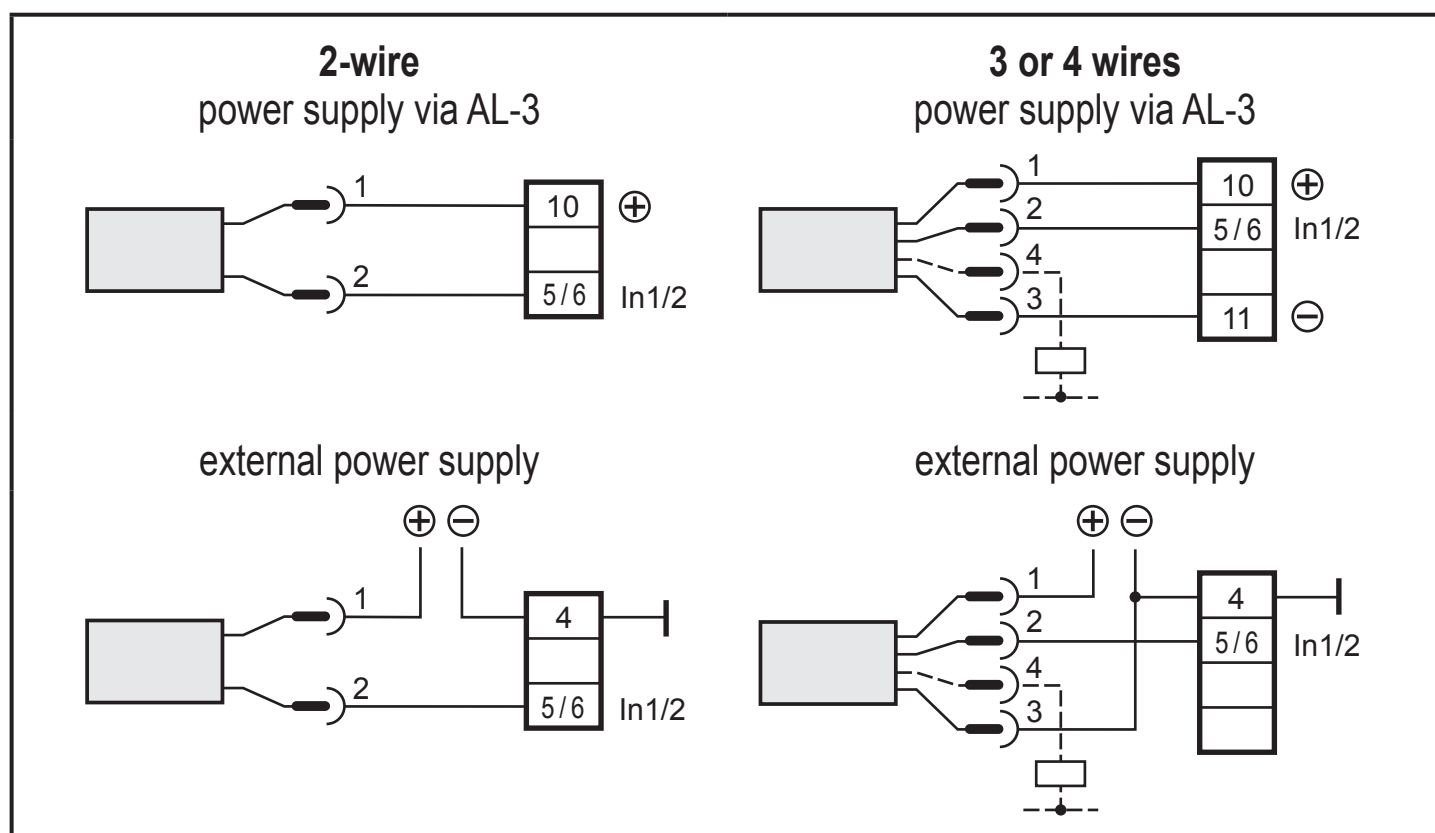 2-wire
power supply via AL-3
1
10 ⊕
2
5/6 In1/2
3 or 4 wires
power supply via AL-3
1
10 ⊕
2
5/6 In1/2
4
3
11 ⊖
external power supply
⊕ ⊖
1
4
2
5/6 In1/2
external power supply
⊕ ⊖
1
4
2
5/6 In1/2
4
3